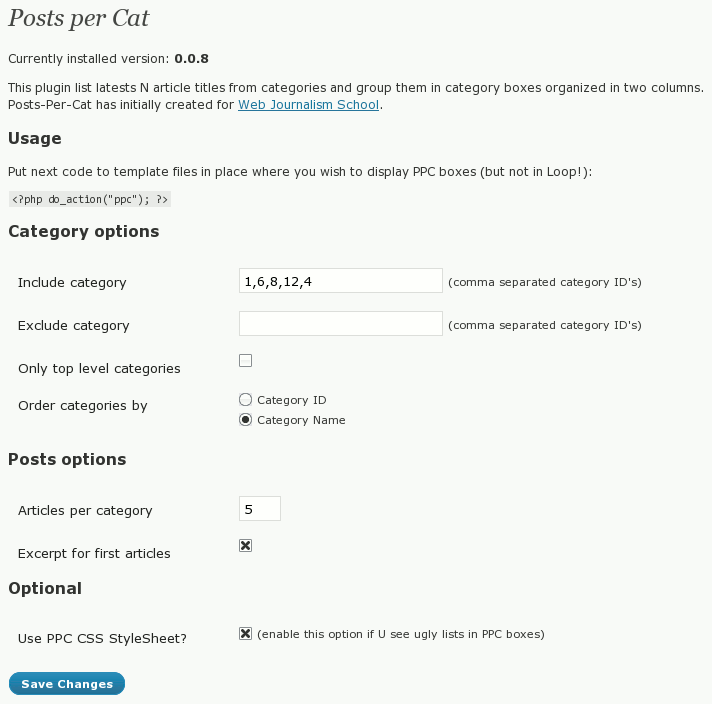 Posts per Cat
Currently installed version: 0.0.8
This plugin list latests N article titles from categories and group them in category boxes organized in two columns.
Posts-Per-Cat has initially created for Web Journalism School.
Usage
Put next code to template files in place where you wish to display PPC boxes (but not in Loop!):
<?php do_action("ppc"); ?>
Category options
Include category 1,6,8,12,4 (comma separated category ID's)
Exclude category (comma separated category ID's)
Only top level categories
Order categories by Category ID
Category Name
Posts options
Articles per category 5
Excerpt for first articles
Optional
Use PPC CSS StyleSheet? (enable this option if U see ugly lists in PPC boxes)
Save Changes